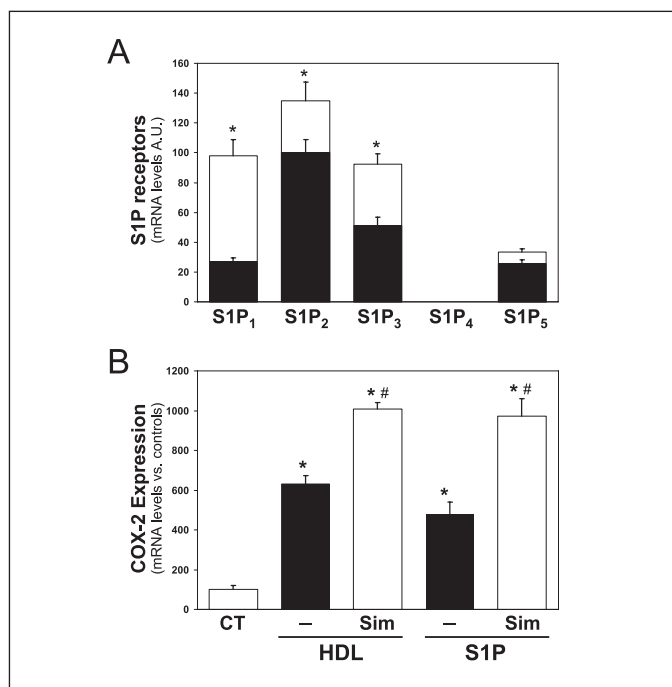 A
S1P receptors
(mRNA levels A.U.)
160
140
120
100
80
60
40
20
0
*
*
*
S1P₁ S1P₂ S1P₃ S1P₄ S1P₅
B
COX-2 Expression
(mRNA levels vs. controls)
1200
1000
800
600
400
200
0
*
* #
*
* #
CT – Sim – Sim
HDL S1P